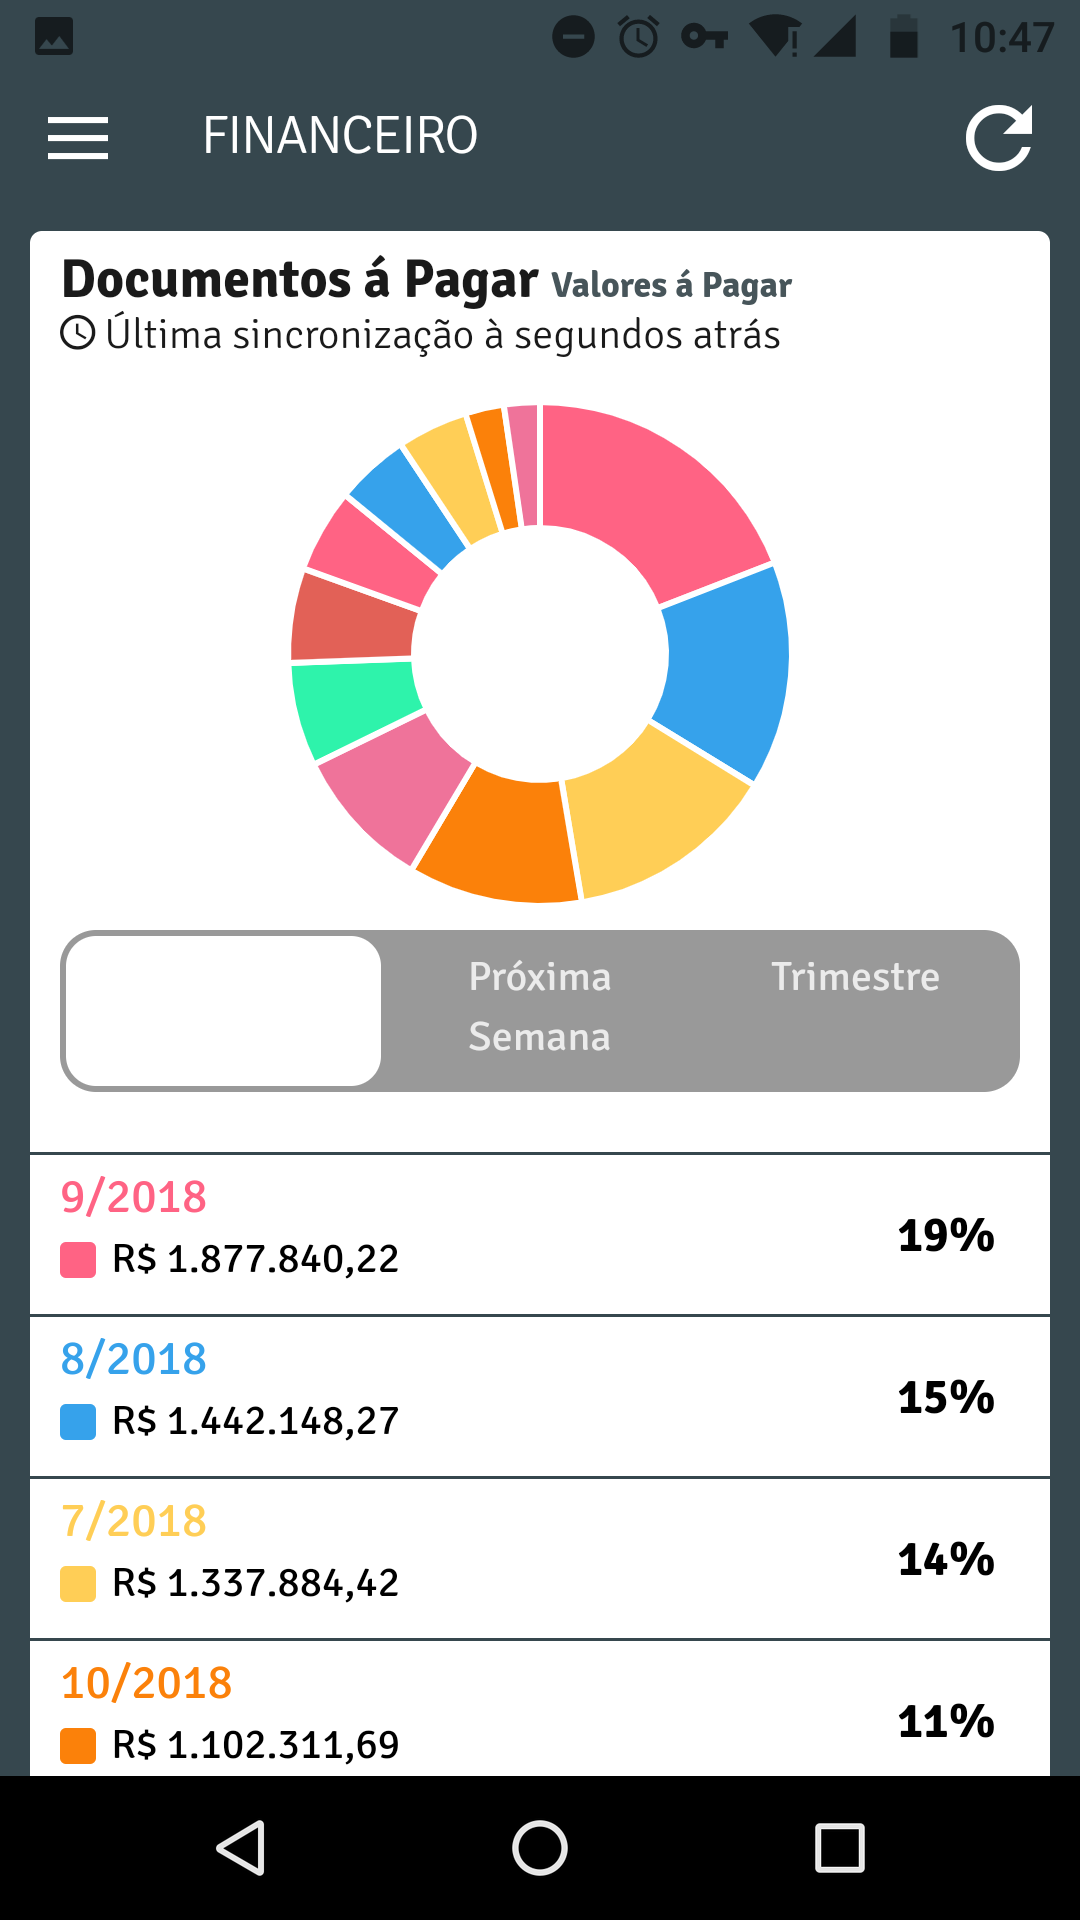 10:47
FINANCEIRO
Documentos á Pagar Valores á Pagar
Última sincronização à segundos atrás
Próxima Trimestre
Semana
9/2018
R$ 1.877.840,22 19%
8/2018
R$ 1.442.148,27 15%
7/2018
R$ 1.337.884,42 14%
10/2018
R$ 1.102.311,69 11%